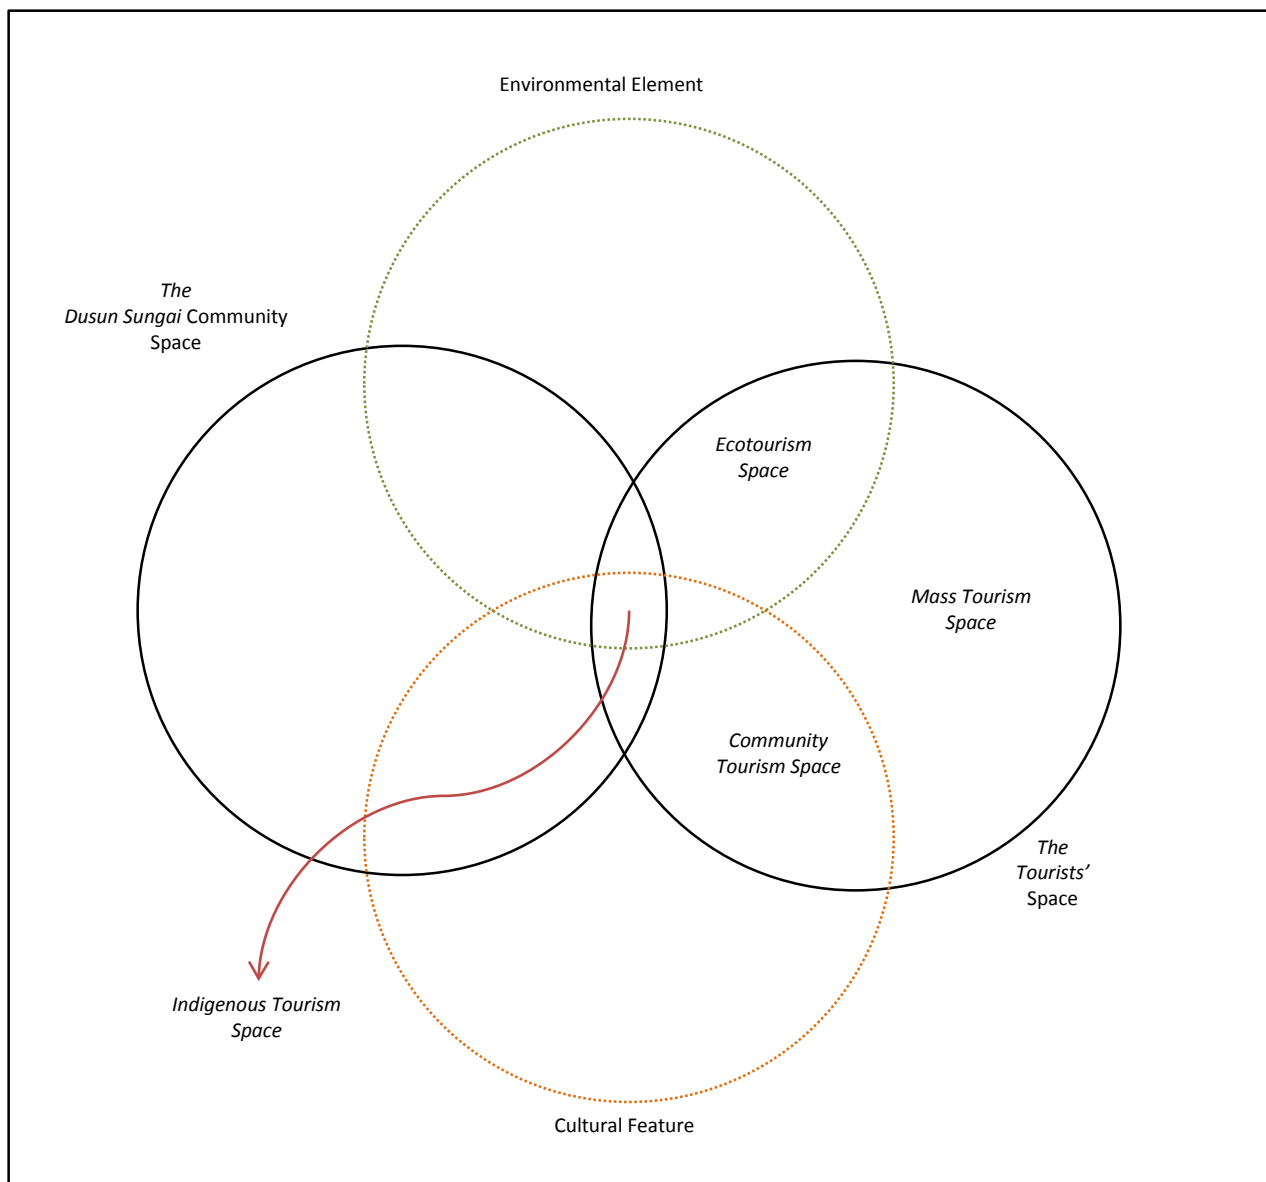 Environmental Element
The
Dusun Sungai Community
Space
Ecotourism
Space
Mass Tourism
Space
Community
Tourism Space
The
Tourists’
Space
Indigenous Tourism
Space
Cultural Feature